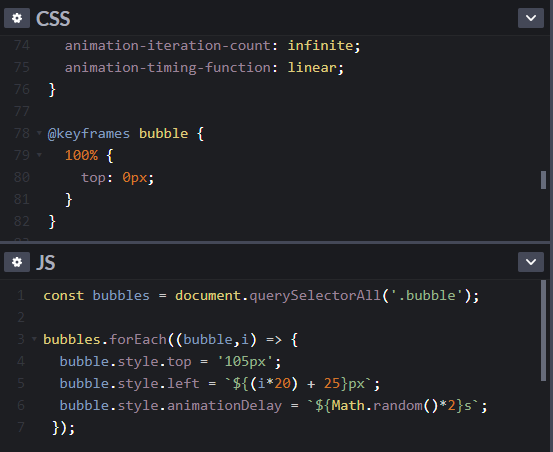 CSS
74 animation-iteration-count: infinite;
75 animation-timing-function: linear;
76 }
77
78 @keyframes bubble {
79 100% {
80 top: 0px;
81 }
82 }
JS
1 const bubbles = document.querySelectorAll('.bubble');
2
3 bubbles.forEach((bubble,i) => {
4 bubble.style.top = '105px';
5 bubble.style.left = `${(i*20) + 25}px`;
6 bubble.style.animationDelay = `${Math.random()*2}s`;
7 });